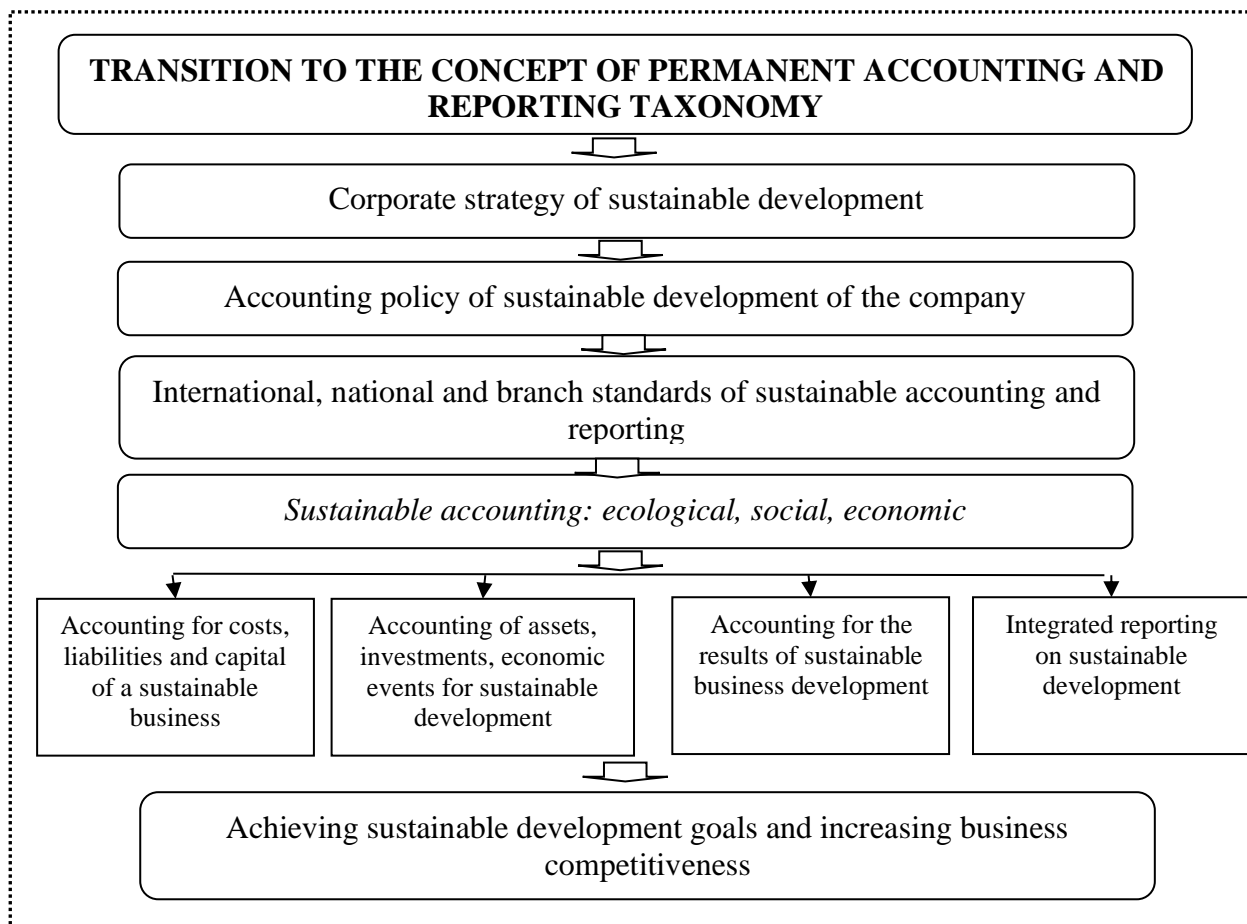 TRANSITION TO THE CONCEPT OF PERMANENT ACCOUNTING AND
REPORTING TAXONOMY
Corporate strategy of sustainable development
Accounting policy of sustainable development of the company
International, national and branch standards of sustainable accounting and
reporting
Sustainable accounting: ecological, social, economic
Accounting for costs,
liabilities and capital
of a sustainable
business
Accounting of assets,
investments, economic
events for sustainable
development
Accounting for the
results of sustainable
business development
Integrated reporting
on sustainable
development
Achieving sustainable development goals and increasing business
competitiveness